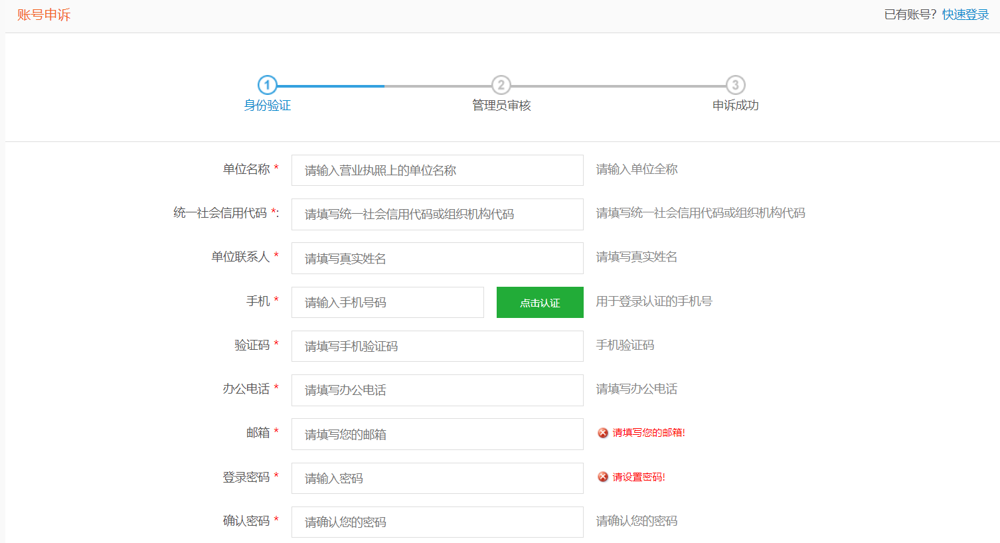 账号申诉 已有账号? 快速登录
1 2 3
身份验证 管理员审核 申诉成功
单位名称 * 请输入营业执照上的单位名称 请输入单位全称
统一社会信用代码 *: 请填写统一社会信用代码或组织机构代码 请填写统一社会信用代码或组织机构代码
单位联系人 * 请填写真实姓名 请填写真实姓名
手机 * 请输入手机号码 点击认证 用于登录认证的手机号
验证码 * 请填写手机验证码 手机验证码
办公电话 * 请填写办公电话 请填写办公电话
邮箱 * 请填写您的邮箱 请填写您的邮箱!
登录密码 * 请输入密码 请设置密码!
确认密码 * 请确认您的密码 请确认您的密码